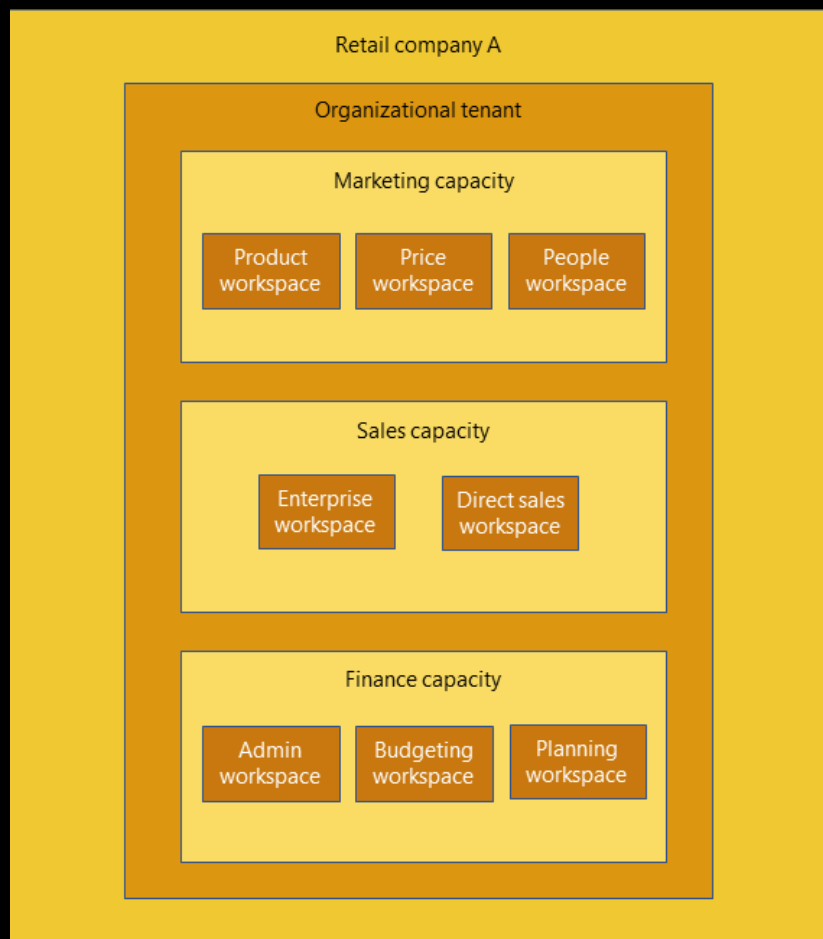 Retail company A
Organizational tenant
Marketing capacity
Product
workspace
Price
workspace
People
workspace
Sales capacity
Enterprise
workspace
Direct sales
workspace
Finance capacity
Admin
workspace
Budgeting
workspace
Planning
workspace